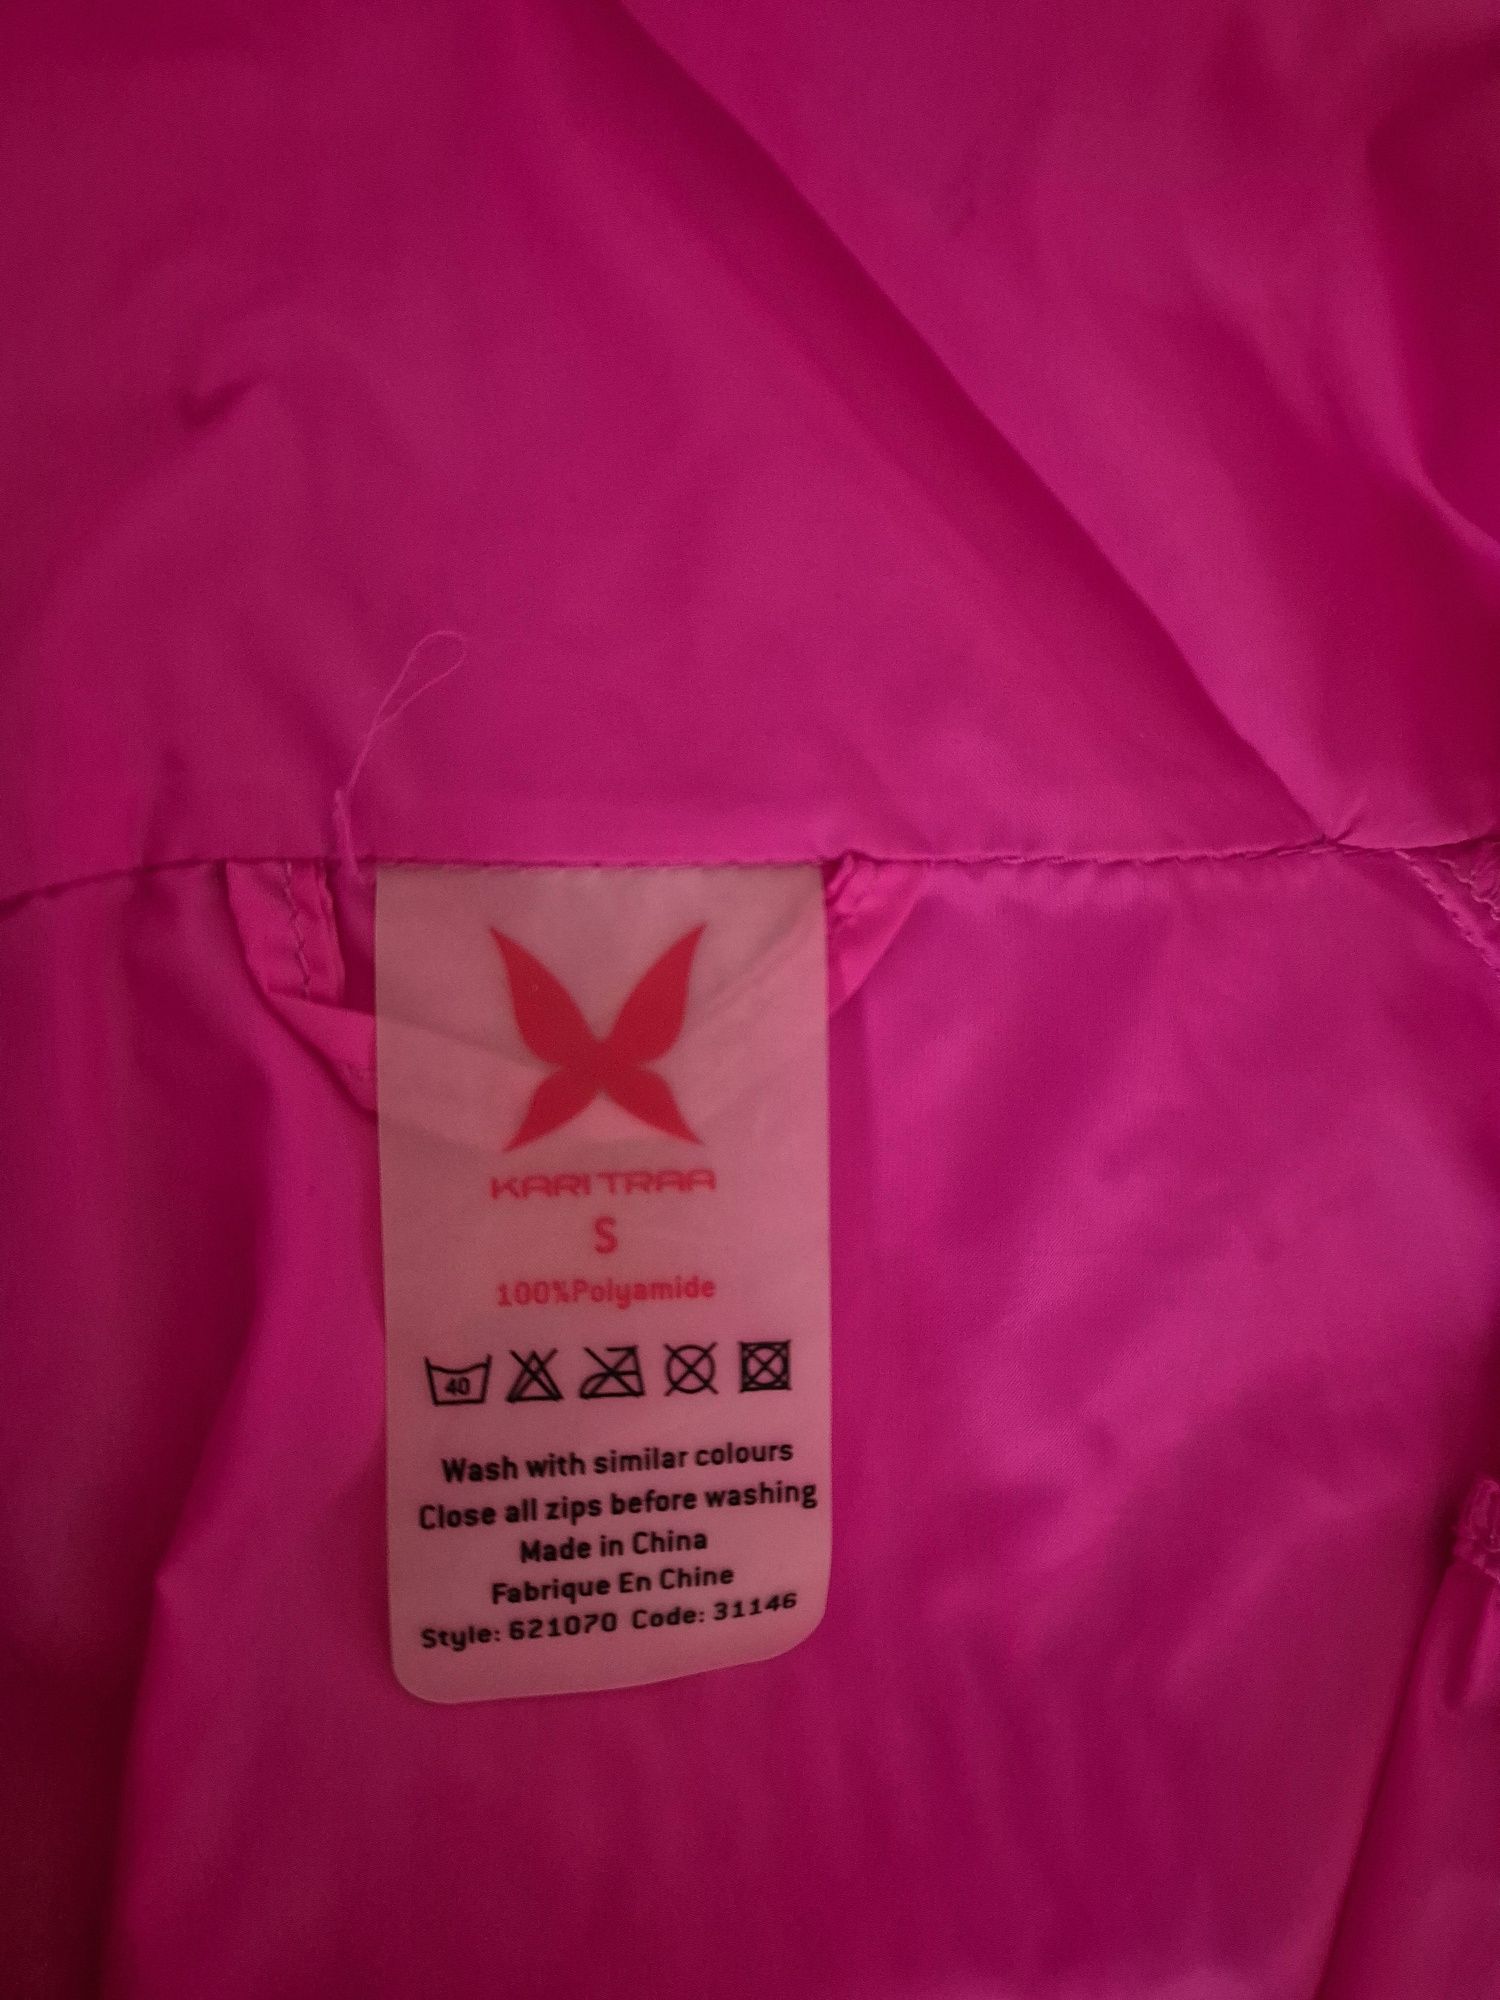 KARI TRAA
S
100%Polyamide
40
Wash with similar colours
Close all zips before washing
Made in China
Fabrique En Chine
Style: 621070 Code: 31146